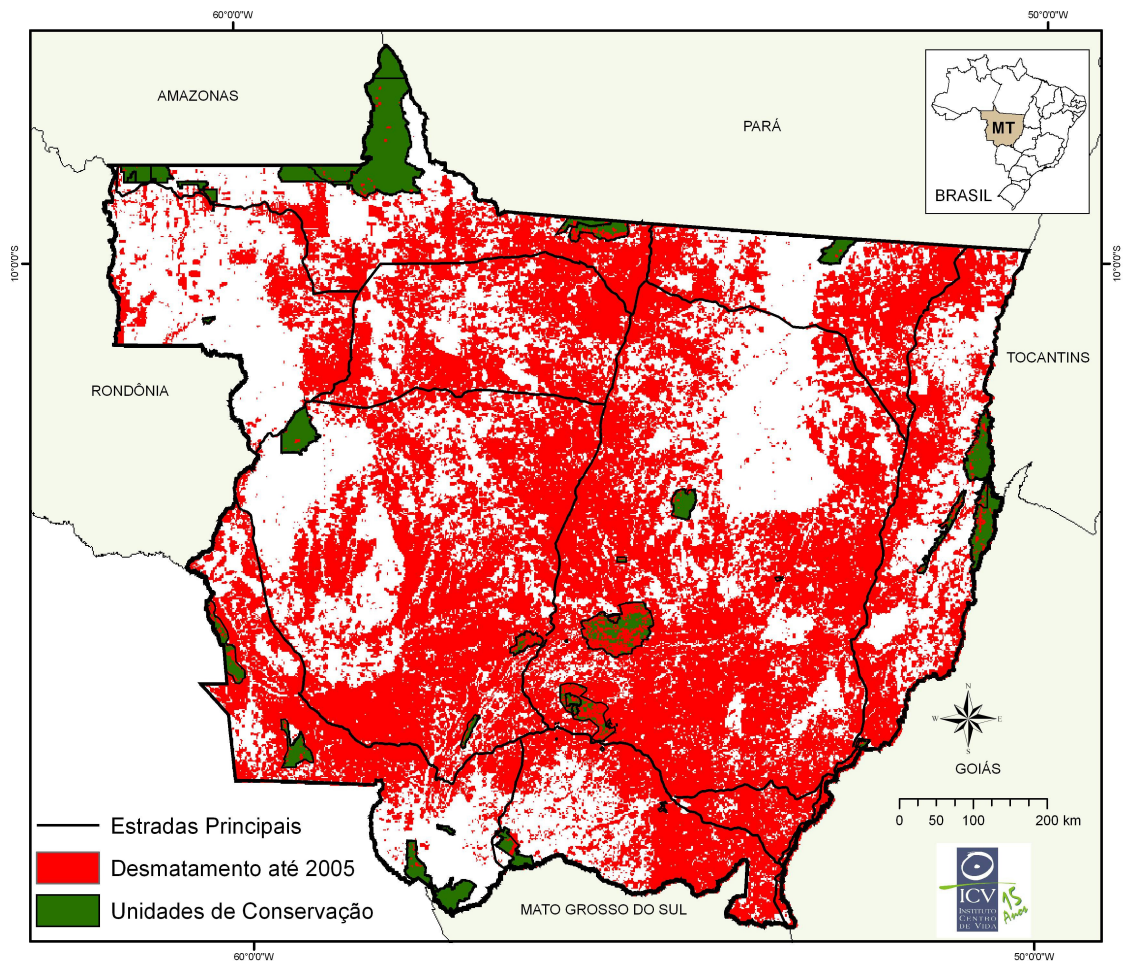 60°0'0"W
50°0'0"W
AMAZONAS
PARÁ
MT
BRASIL
10°0'0"S
10°0'0"S
TOCANTINS
RONDÔNIA
N
W
E
S
GOIÁS
0 50 100 200 km
Estradas Principais
Desmatamento até 2005
Unidades de Conservação
MATO GROSSO DO SUL
ICV
INSTITUTO
CENTRO
DE VIDA
15
Anos
60°0'0"W
50°0'0"W